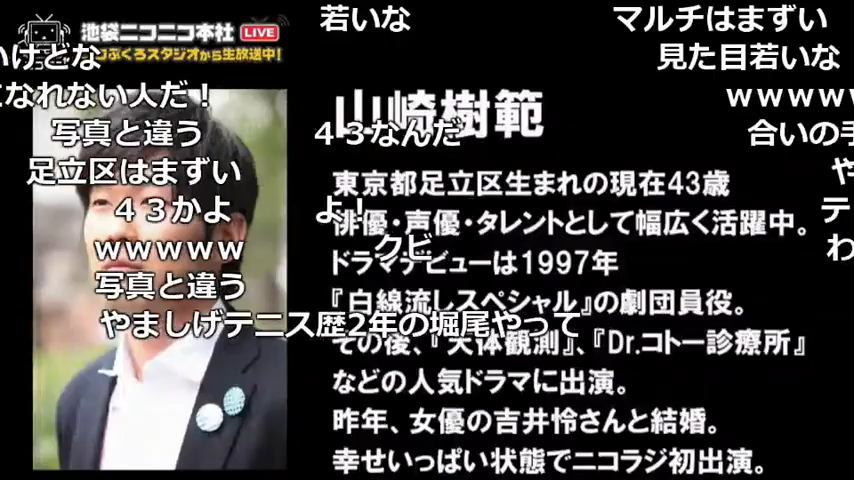 池袋ニコニコ本社 LIVE
ぶくろスタジオから生放送中!
若いな
マルチはまずい
いけどな
見た目若いな
なれない人だ！
ｗｗｗｗｗ
写真と違う
４３なんだ
合いの手
足立区はまずい
４３かよ
よ！
ｗｗｗｗｗ
クビ
写真と違う
やましげテニス歴2年の堀尾やって
や
テ
わ
山崎樹範
東京都足立区生まれの現在43歳
俳優・声優・タレントとして幅広く活躍中。
ドラマデビューは1997年
『白線流しスペシャル』の劇団員役。
その後、『天体観測』、『Dr.コトー診療所』
などの人気ドラマに出演。
昨年、女優の吉井怜さんと結婚。
幸せいっぱい状態でニコラジ初出演。